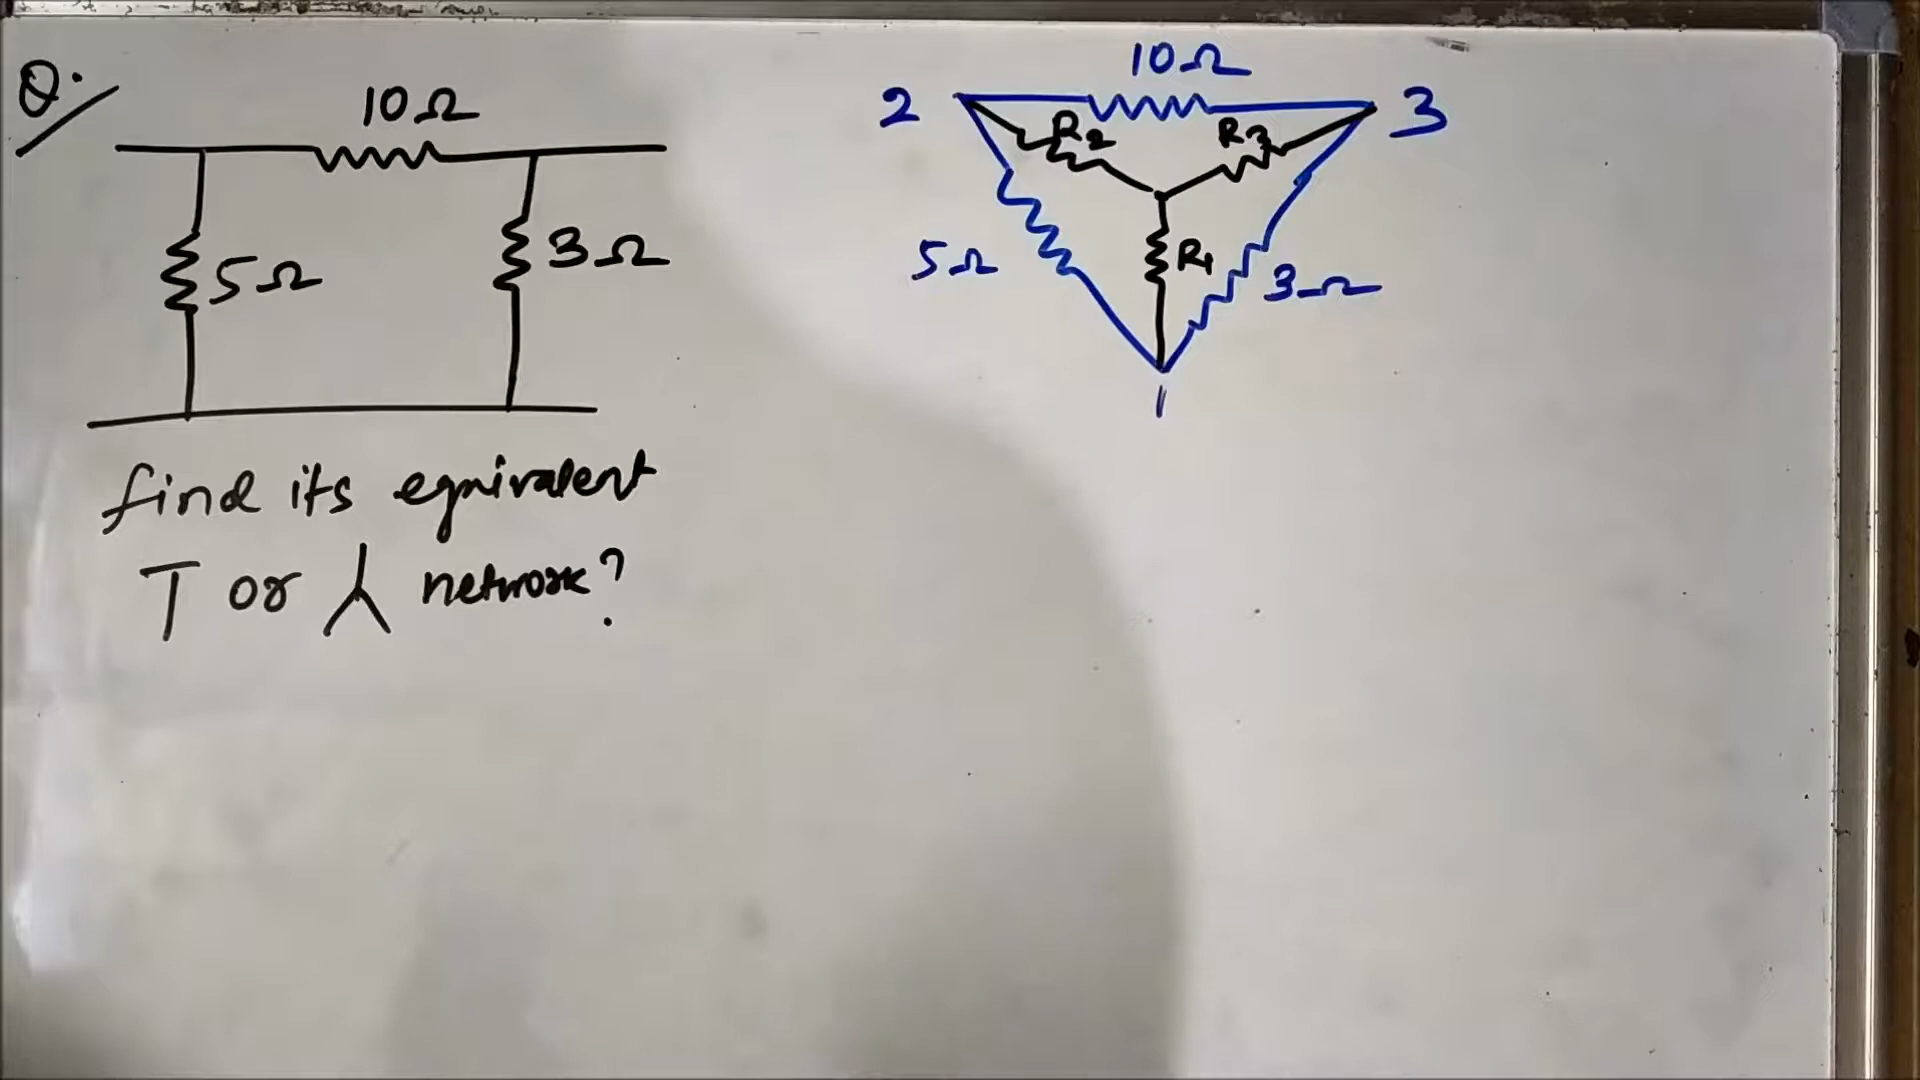 Q.
10Ω
5Ω
3Ω
find its equivalent
T or ⅄ network?
10Ω
2
3
R2
R3
5Ω
R1
3Ω
1